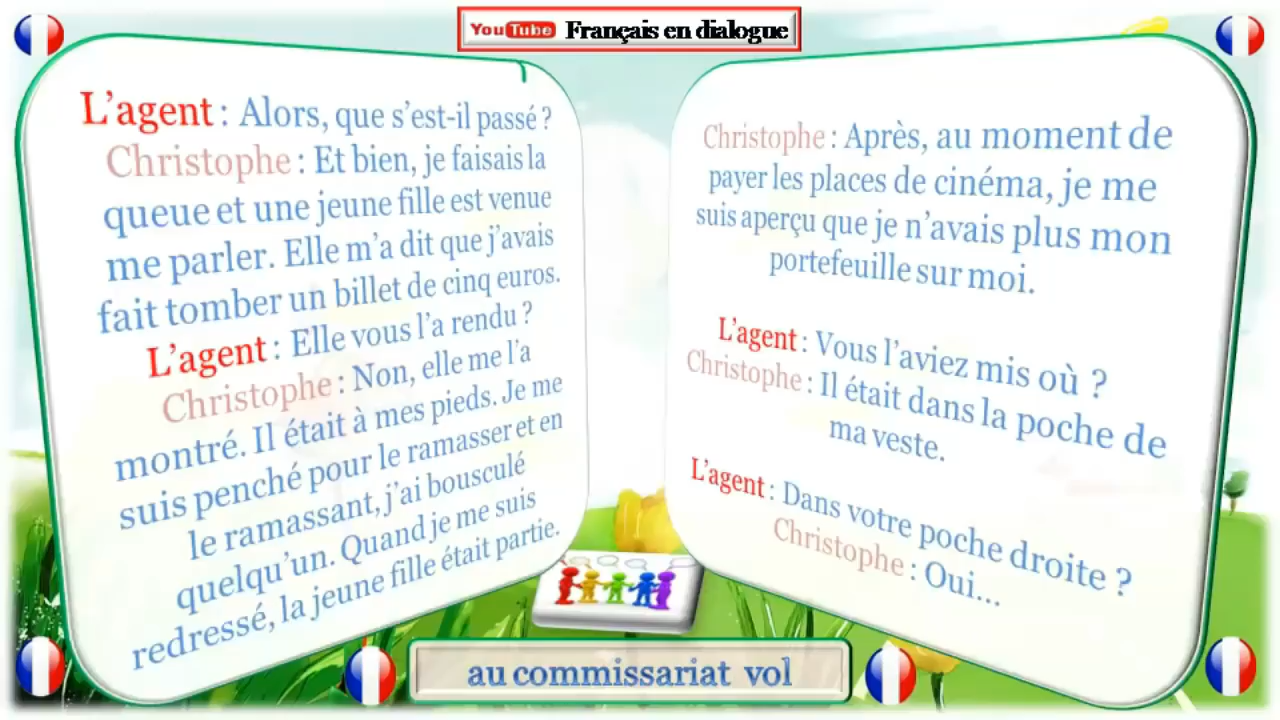 YouTube Français en dialogue
L'agent : Alors, que s'est-il passé ?
Christophe : Et bien, je faisais la
queue et une jeune fille est venue
me parler. Elle m'a dit que j'avais
fait tomber un billet de cinq euros.
L'agent : Elle vous l'a rendu ?
Christophe : Non, elle me l'a
montré. Il était à mes pieds. Je me
suis penché pour le ramasser et en
le ramassant, j'ai bousculé
quelqu'un. Quand je me suis
redressé, la jeune fille était partie.
Christophe : Après, au moment de
payer les places de cinéma, je me
suis aperçu que je n'avais plus mon
portefeuille sur moi.
L'agent : Vous l'aviez mis où ?
Christophe : Il était dans la poche de
ma veste.
L'agent : Dans votre poche droite ?
Christophe : Oui...
au commissariat vol